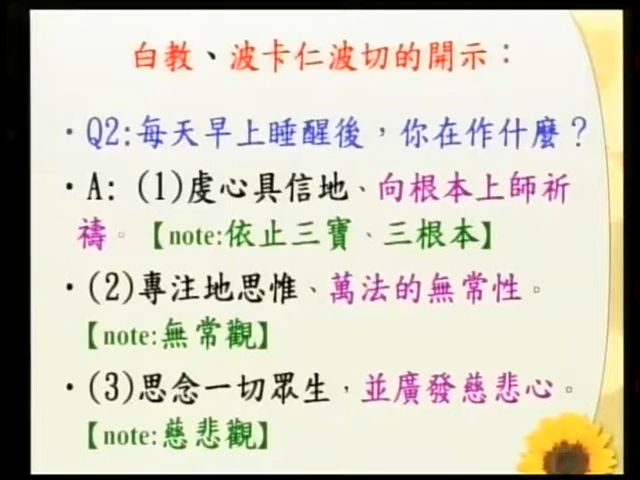 白教、波卡仁波切的開示：
·Q2:每天早上睡醒後，你在作什麼？
·A:(1)虔心具信地、向根本上師祈
禱。【note:依止三寶、三根本】
·(2)專注地思惟、萬法的無常性。
【note:無常觀】
·(3)思念一切眾生，並廣發慈悲心。
【note:慈悲觀】